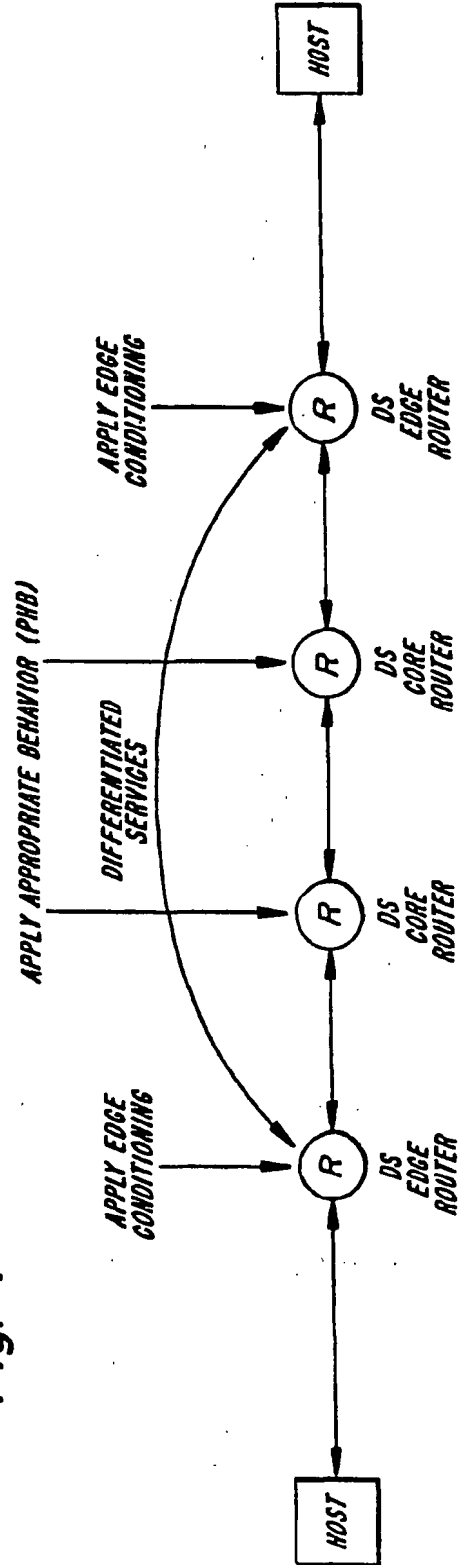 APPLY APPROPRIATE BEHAVIOR (PHB)
APPLY EDGE
CONDITIONING
DIFFERENTIATED
SERVICES
APPLY EDGE
CONDITIONING
HOST
R
R
R
R
HOST
DS
EDGE
ROUTER
DS
CORE
ROUTER
DS
CORE
ROUTER
DS
EDGE
ROUTER